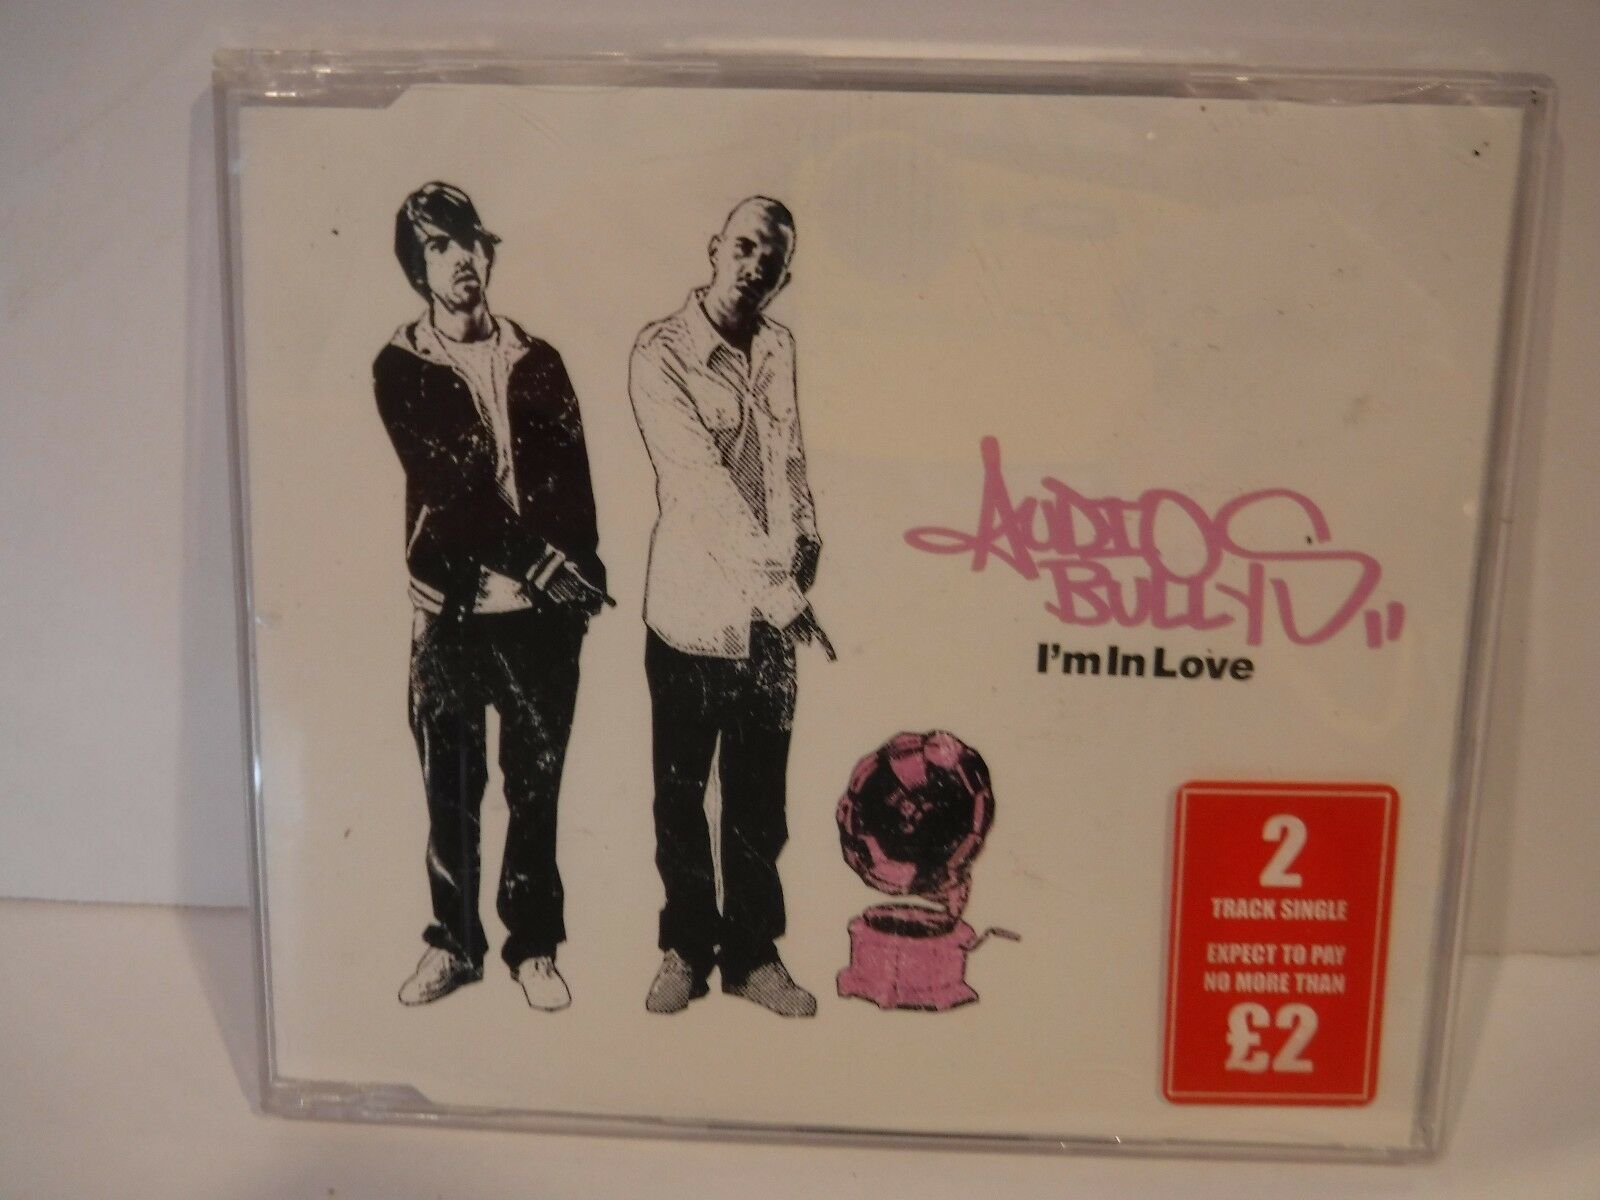 AUDIO
BULLYS
I'm In Love
2
TRACK SINGLE
EXPECT TO PAY
NO MORE THAN
£2